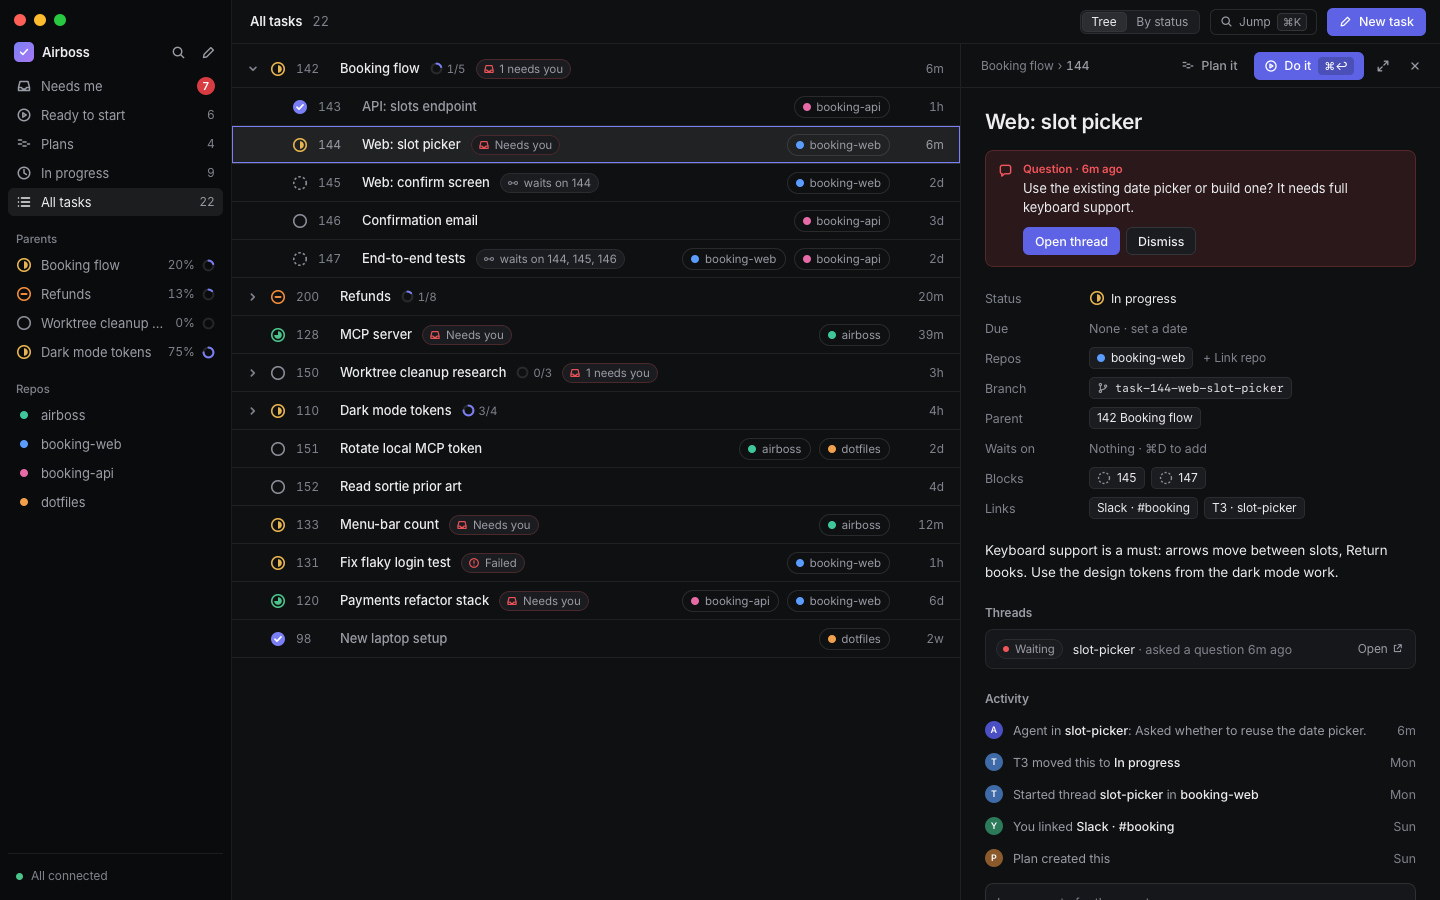 Airboss
Needs me 7
Ready to start 6
Plans 4
In progress 9
All tasks 22
Parents
Booking flow 20%
Refunds 13%
Worktree cleanup ... 0%
Dark mode tokens 75%
Repos
airboss
booking-web
booking-api
dotfiles
All connected
All tasks 22
Tree By status
Jump ⌘K
New task
142 Booking flow 1/5 1 needs you 6m
143 API: slots endpoint booking-api 1h
144 Web: slot picker Needs you booking-web 6m
145 Web: confirm screen waits on 144 booking-web 2d
146 Confirmation email booking-api 3d
147 End-to-end tests waits on 144, 145, 146 booking-web booking-api 2d
200 Refunds 1/8 20m
128 MCP server Needs you airboss 39m
150 Worktree cleanup research 0/3 1 needs you 3h
110 Dark mode tokens 3/4 4h
151 Rotate local MCP token airboss dotfiles 2d
152 Read sortie prior art 4d
133 Menu-bar count Needs you airboss 12m
131 Fix flaky login test Failed booking-web 1h
120 Payments refactor stack Needs you booking-api booking-web 6d
98 New laptop setup dotfiles 2w
Booking flow › 144 Plan it Do it ⌘↩
Web: slot picker
Question · 6m ago
Use the existing date picker or build one? It needs full
keyboard support.
Open thread Dismiss
Status In progress
Due None · set a date
Repos booking-web + Link repo
Branch task-144-web-slot-picker
Parent 142 Booking flow
Waits on Nothing · ⌘D to add
Blocks 145 147
Links Slack · #booking T3 · slot-picker
Keyboard support is a must: arrows move between slots, Return
books. Use the design tokens from the dark mode work.
Threads
Waiting slot-picker · asked a question 6m ago Open
Activity
A Agent in slot-picker: Asked whether to reuse the date picker. 6m
T T3 moved this to In progress Mon
T Started thread slot-picker in booking-web Mon
Y You linked Slack · #booking Sun
P Plan created this Sun